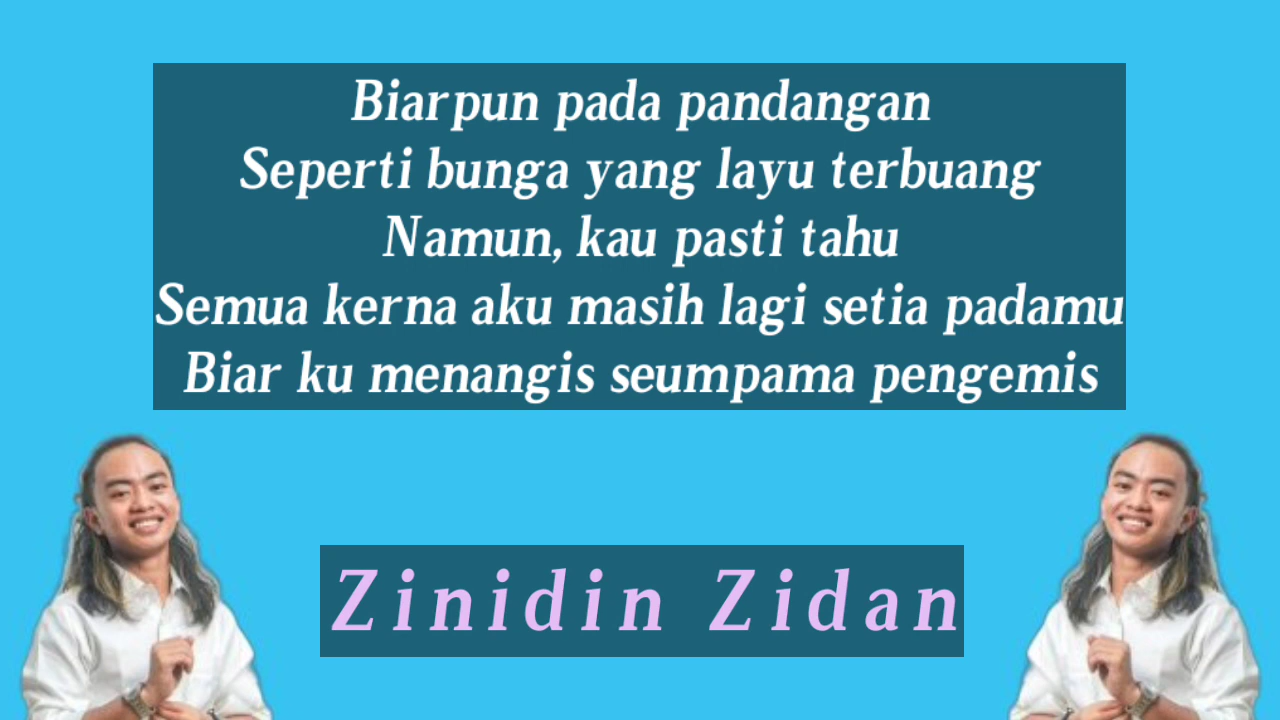 Biarpun pada pandangan
Seperti bunga yang layu terbuang
Namun, kau pasti tahu
Semua kerna aku masih lagi setia padamu
Biar ku menangis seumpama pengemis
Zinidin Zidan